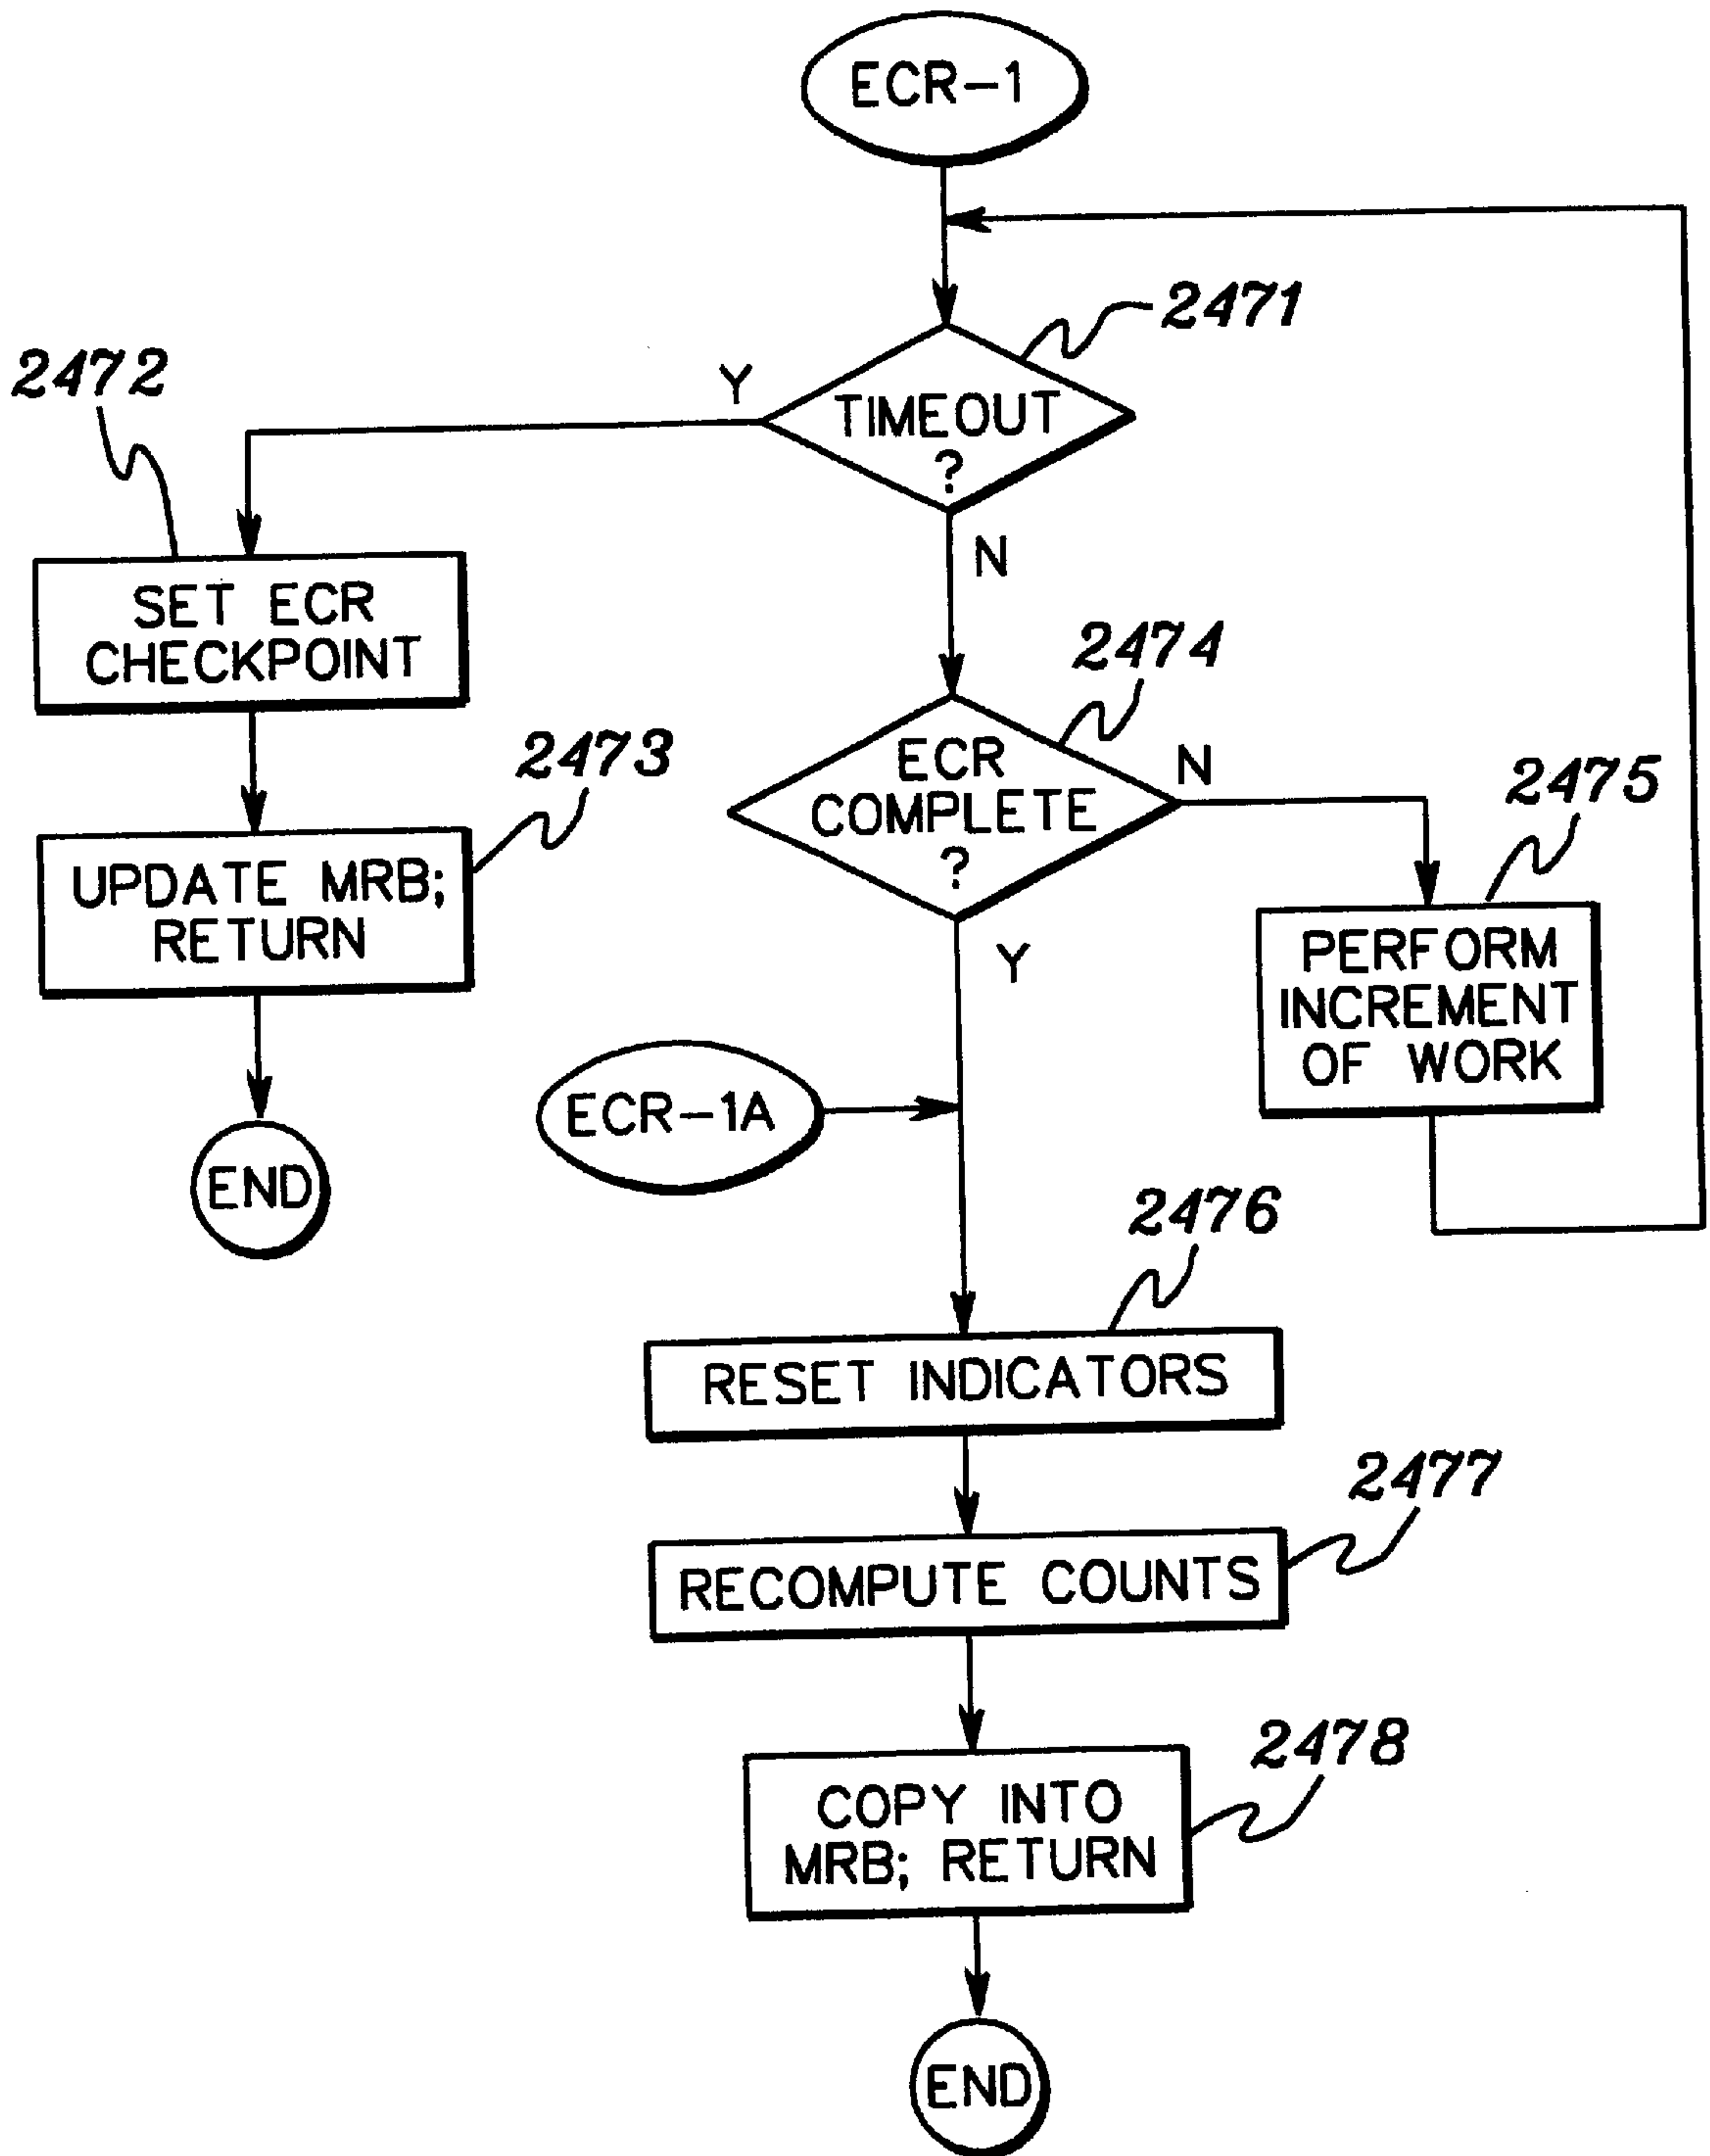 ECR-1
2471
2472
Y
TIMEOUT
?
N
SET ECR
CHECKPOINT
2474
2473
ECR
COMPLETE
?
N
2475
UPDATE MRB;
RETURN
Y
PERFORM
INCREMENT
OF WORK
ECR-1A
END
2476
RESET INDICATORS
2477
RECOMPUTE COUNTS
2478
COPY INTO
MRB; RETURN
END